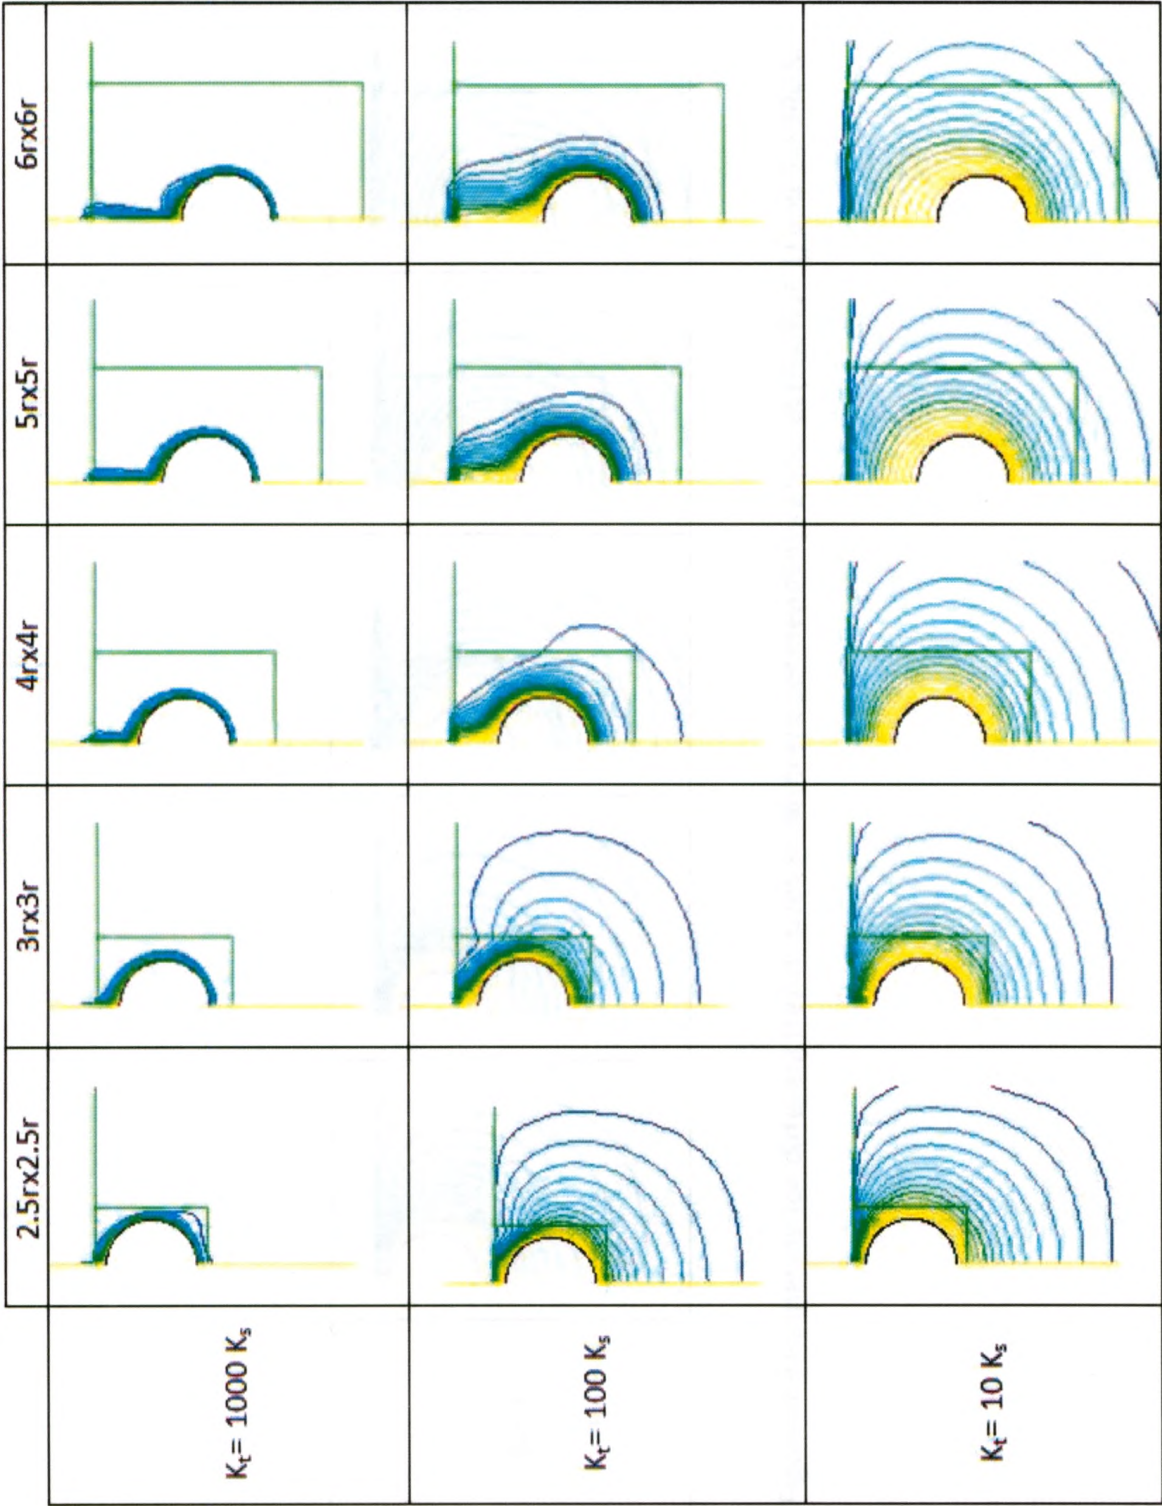 2.5rx2.5r
3rx3r
4rx4r
5rx5r
6rx6r
Kt= 1000 Ks
Kt= 100 Ks
Kt= 10 Ks